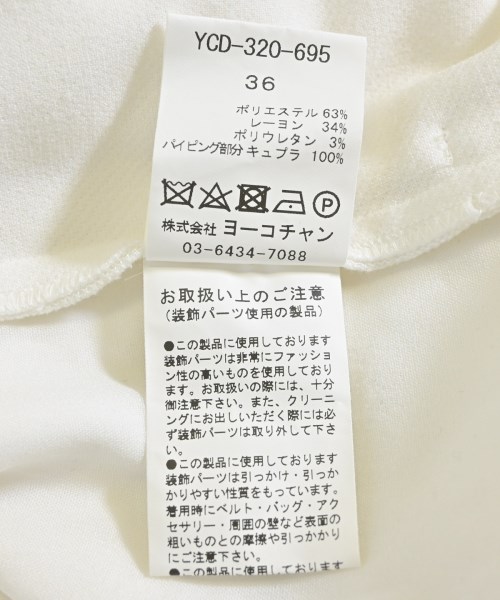 YCD-320-695
36
ポリエステル 63%
レーヨン 34%
ポリウレタン 3%
パイピング部分 キュプラ 100%
P
株式会社 ヨーコチャン
03-6434-7088
お取扱い上のご注意
(装飾パーツ使用の製品)
●この製品に使用しております
装飾パーツは非常にファッショ
ン性の高いものを使用しており
ます。お取扱いの際には、十分
御注意下さい。また、クリーニン
グにお出しいただく際には必
ず装飾パーツは取り外して下さ
い。
●この製品に使用しております
装飾パーツは引っかけ・引っか
かりやすい性質をもっています。
着用時にベルト・バッグ・アク
セサリー・周囲の壁など表面の
粗いものとの摩擦や引っかかり
にご注意下さい。
●この製品に使用しております